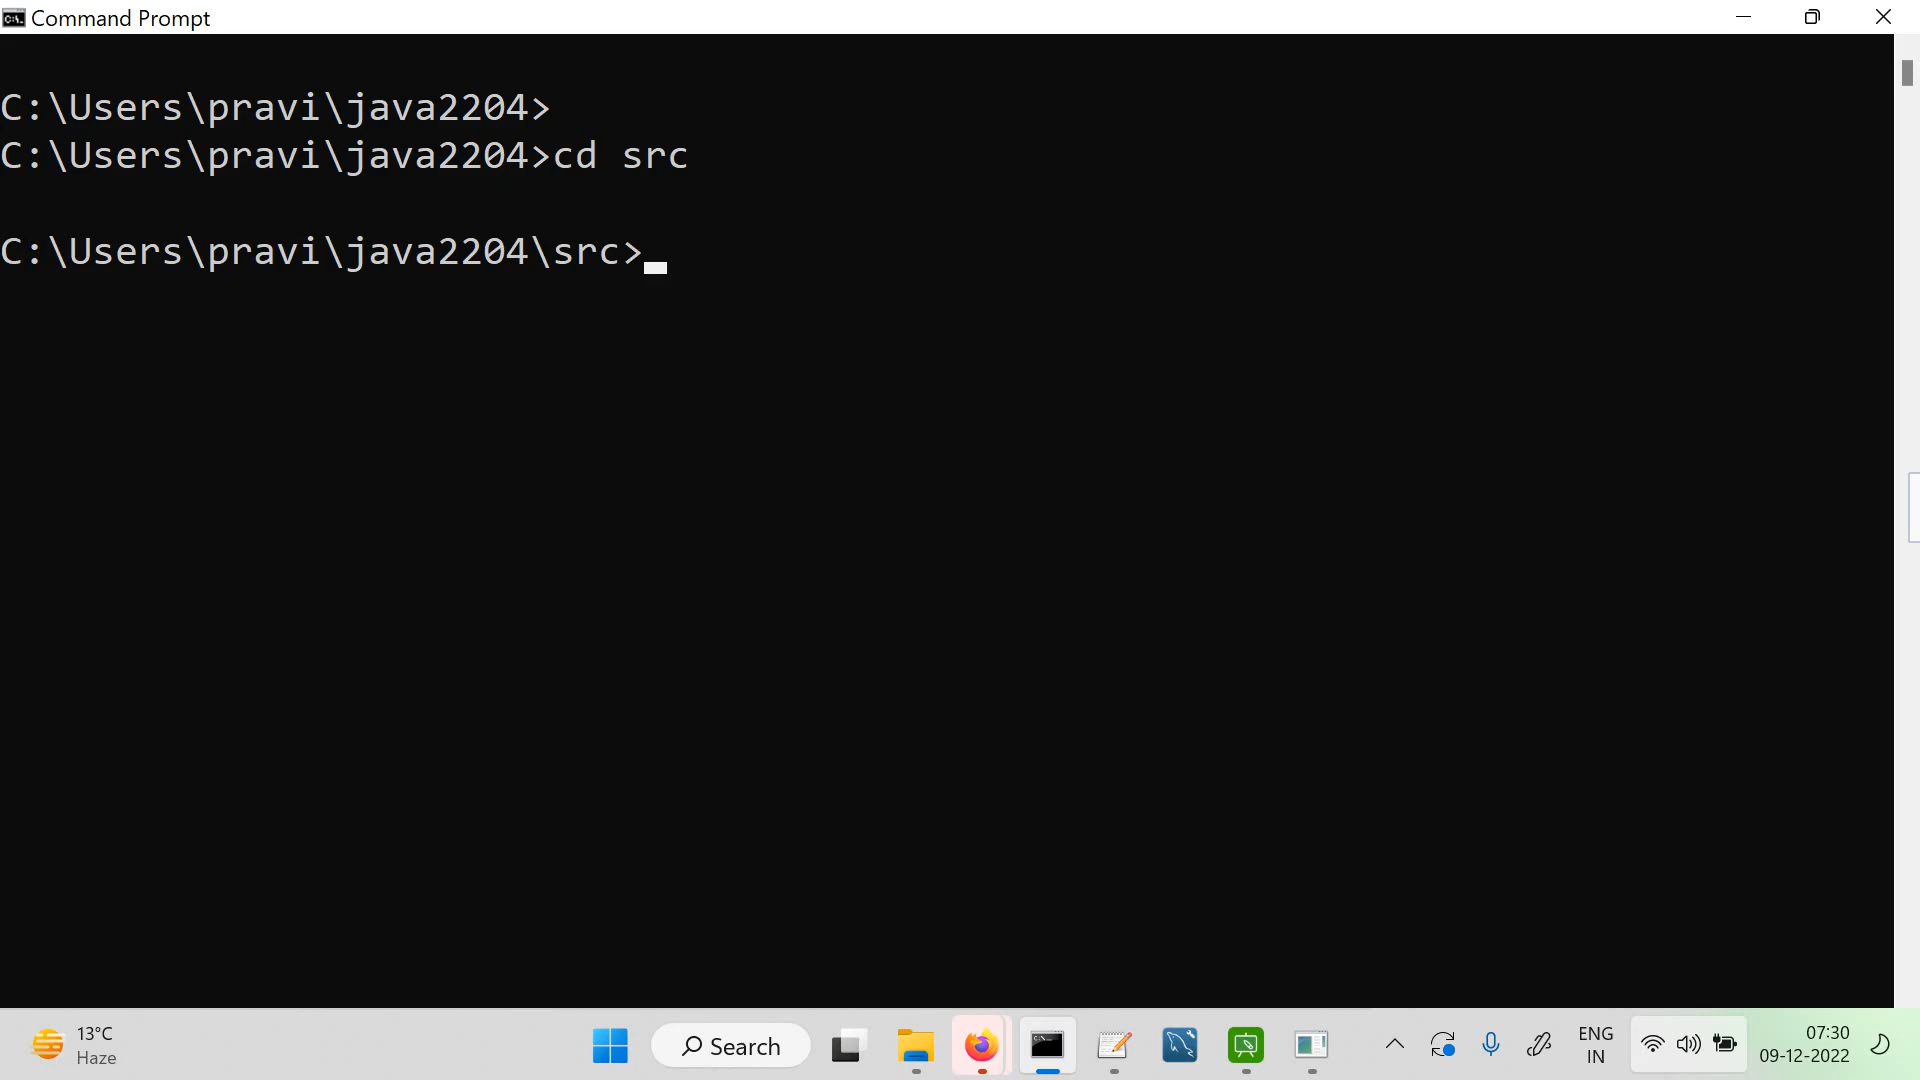 Command Prompt
C:\Users\pravi\java2204>
C:\Users\pravi\java2204>cd src
C:\Users\pravi\java2204\src>
13°C
Haze
Search
ENG
IN
07:30
09-12-2022